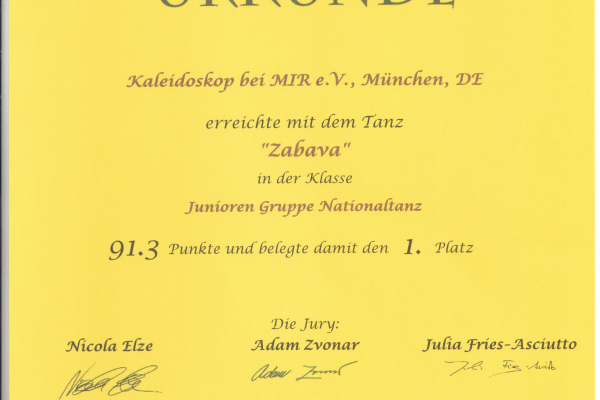 URKUNDE
Kaleidoskop bei MIR e.V., München, DE
erreichte mit dem Tanz
"Zabava"
in der Klasse
Junioren Gruppe Nationaltanz
91.3 Punkte und belegte damit den 1. Platz
Die Jury:
Nicola Elze Adam Zvonar Julia Fries-Asciutto